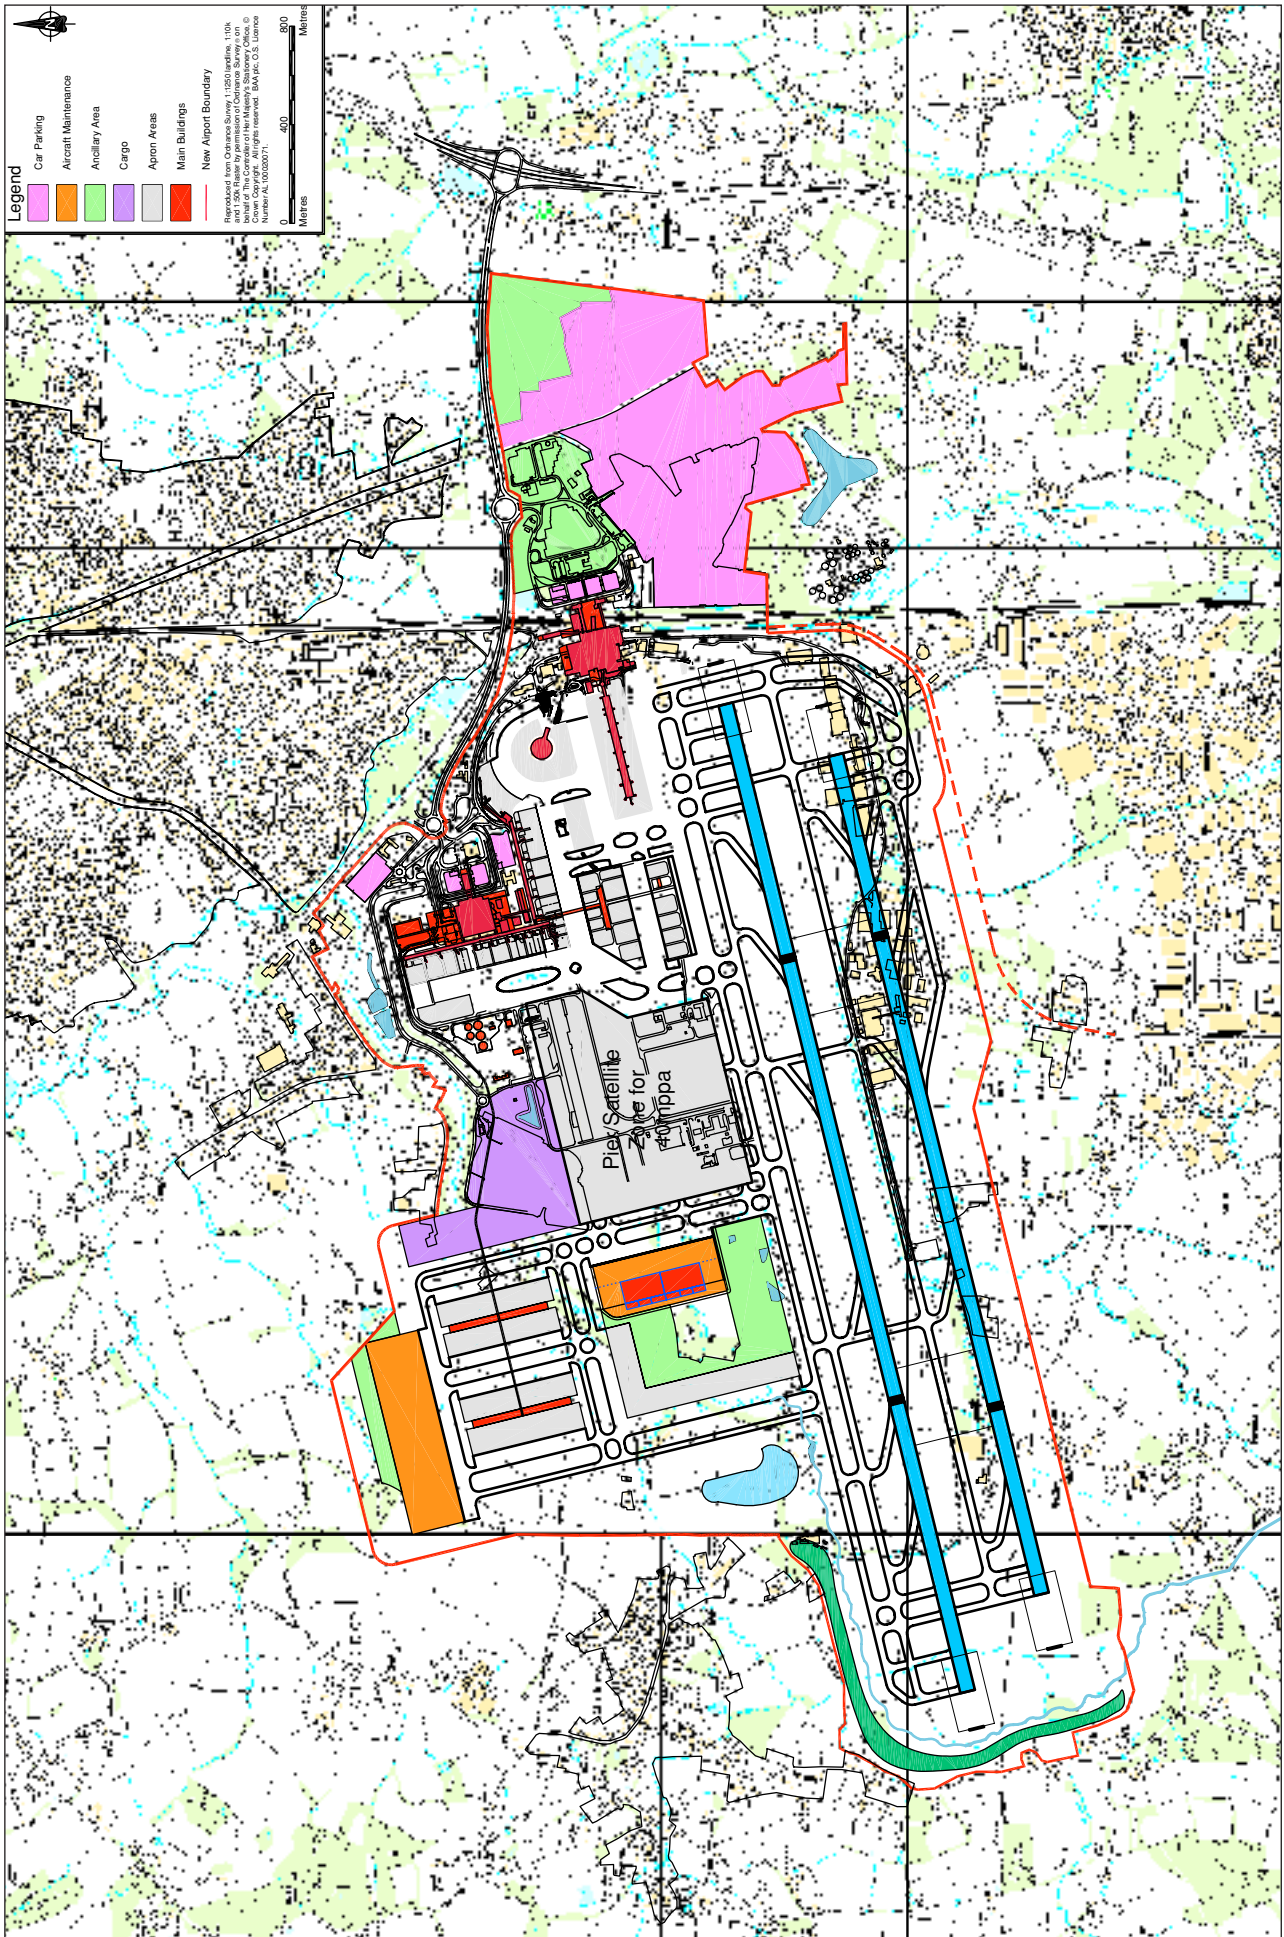 N
Legend
Car Parking
Aircraft Maintenance
Ancillary Area
Cargo
Apron Areas
Main Buildings
New Airport Boundary
Reproduced from Ordnance Survey 1:1250 landline, 1:10k
and 1:50k Raster by permission of Ordnance Survey® on
behalf of The Controller of Her Majesty's Stationery Office, ©
Crown Copyright. All rights reserved. BAA plc, O.S. Licence
Number AL100020071.
0 400 800
Metres Metres
Pier/Satellite
Zone for
40mppa